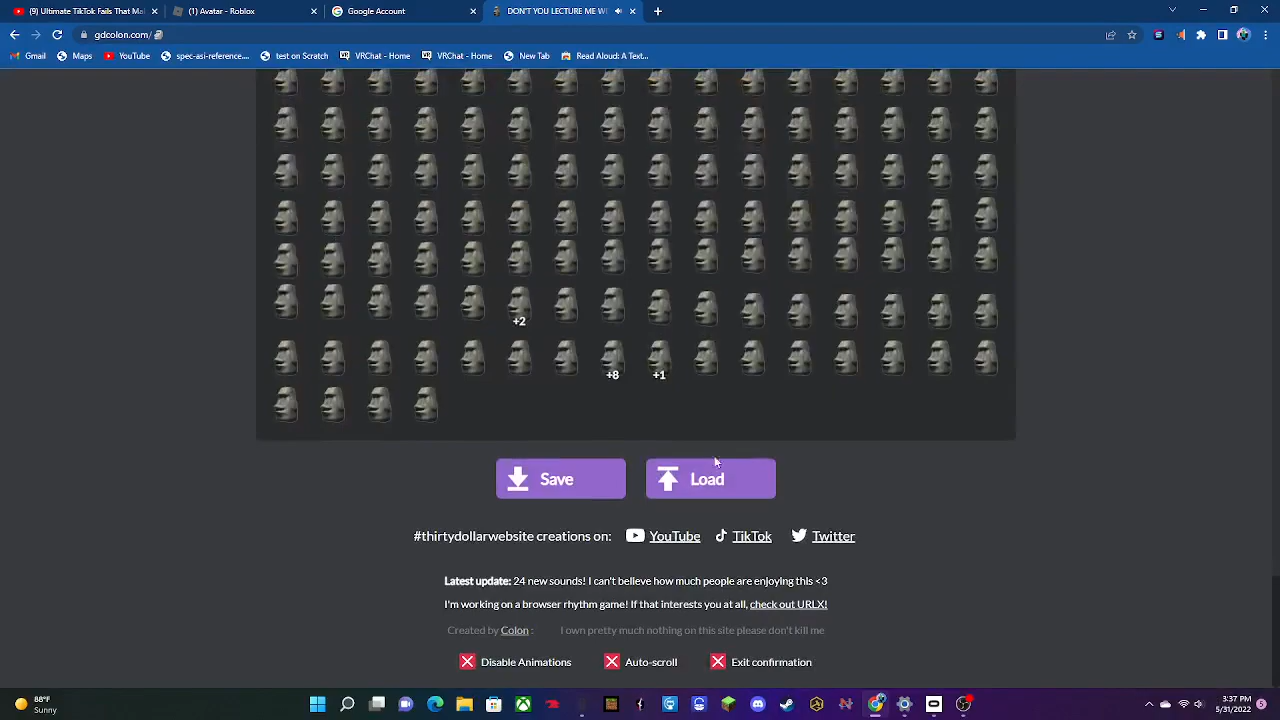 (9) Ultimate TikTok Fails That Mal
(1) Avatar - Roblox
Google Account
DON'T YOU LECTURE ME WI
gdcolon.com/🗿
Gmail
Maps
YouTube
spec-asi-reference....
test on Scratch
VRChat - Home
VRChat - Home
New Tab
Read Aloud: A Text...
+2
+8
+1
Save
Load
#thirtydollarwebsite creations on: YouTube TikTok Twitter
Latest update: 24 new sounds! I can't believe how much people are enjoying this <3
I'm working on a browser rhythm game! If that interests you at all, check out URLX!
Created by Colon : I own pretty much nothing on this site please don't kill me
Disable Animations
Auto-scroll
Exit confirmation
88°F
Sunny
3:37 PM
5/31/2022